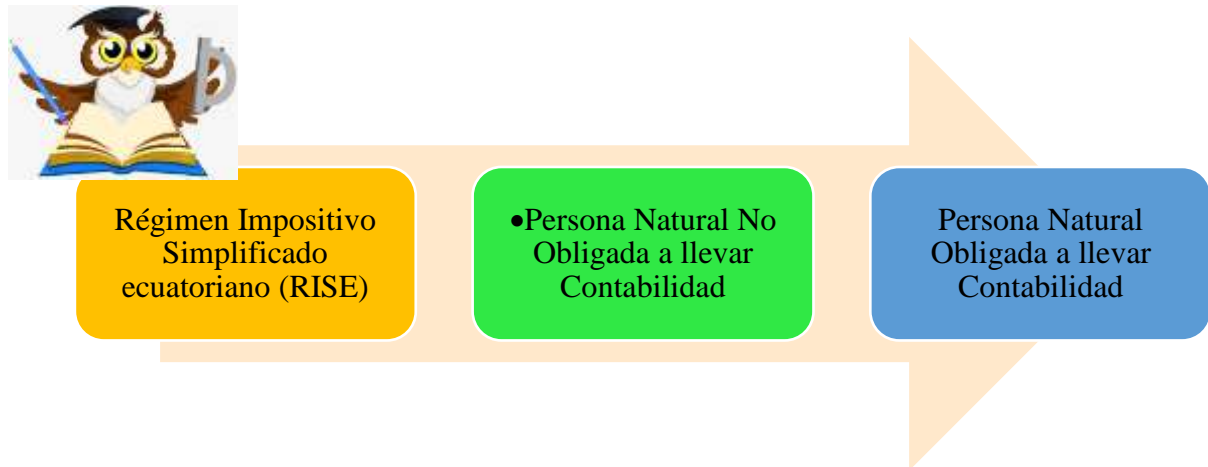 Régimen Impositivo
Simplificado
ecuatoriano (RISE)
•Persona Natural No
Obligada a llevar
Contabilidad
Persona Natural
Obligada a llevar
Contabilidad